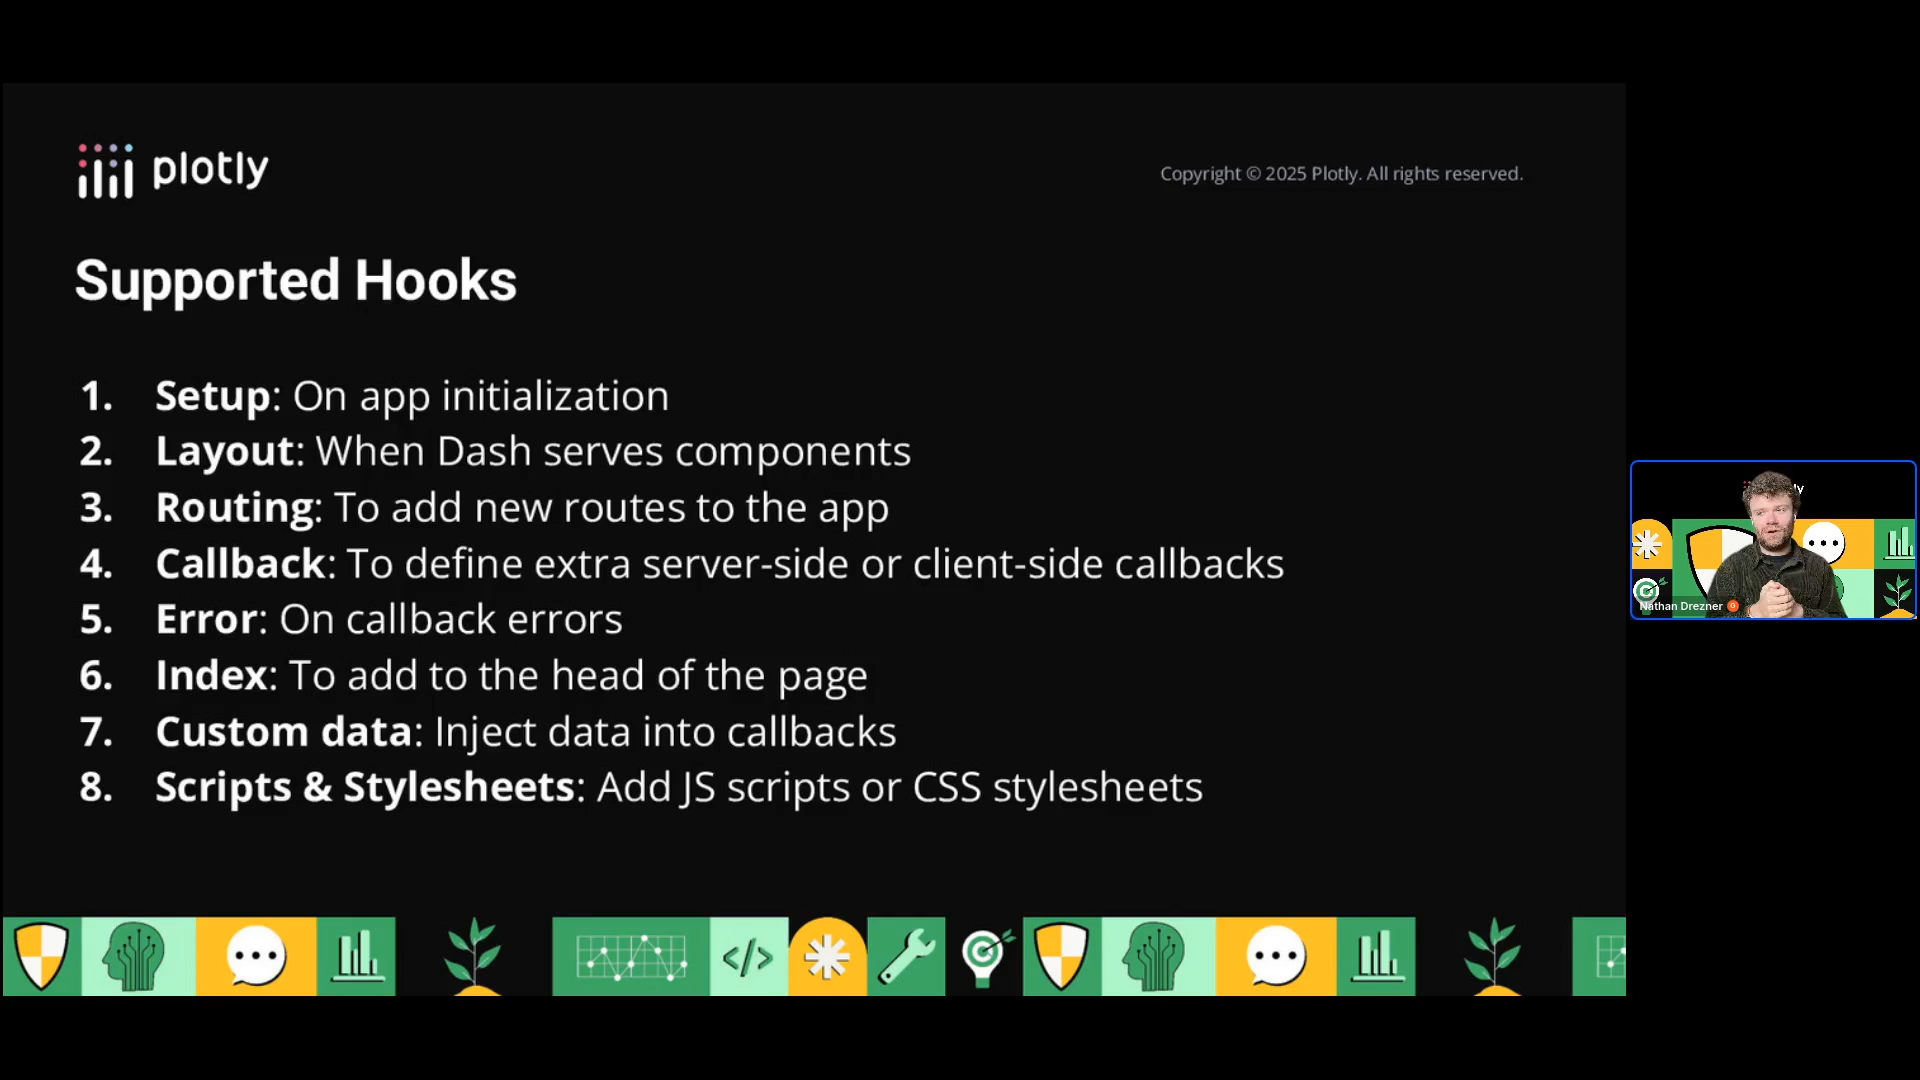 plotly
Copyright © 2025 Plotly. All rights reserved.
Supported Hooks
1. Setup: On app initialization
2. Layout: When Dash serves components
3. Routing: To add new routes to the app
4. Callback: To define extra server-side or client-side callbacks
5. Error: On callback errors
6. Index: To add to the head of the page
7. Custom data: Inject data into callbacks
8. Scripts & Stylesheets: Add JS scripts or CSS stylesheets
</>
Nathan Drezner